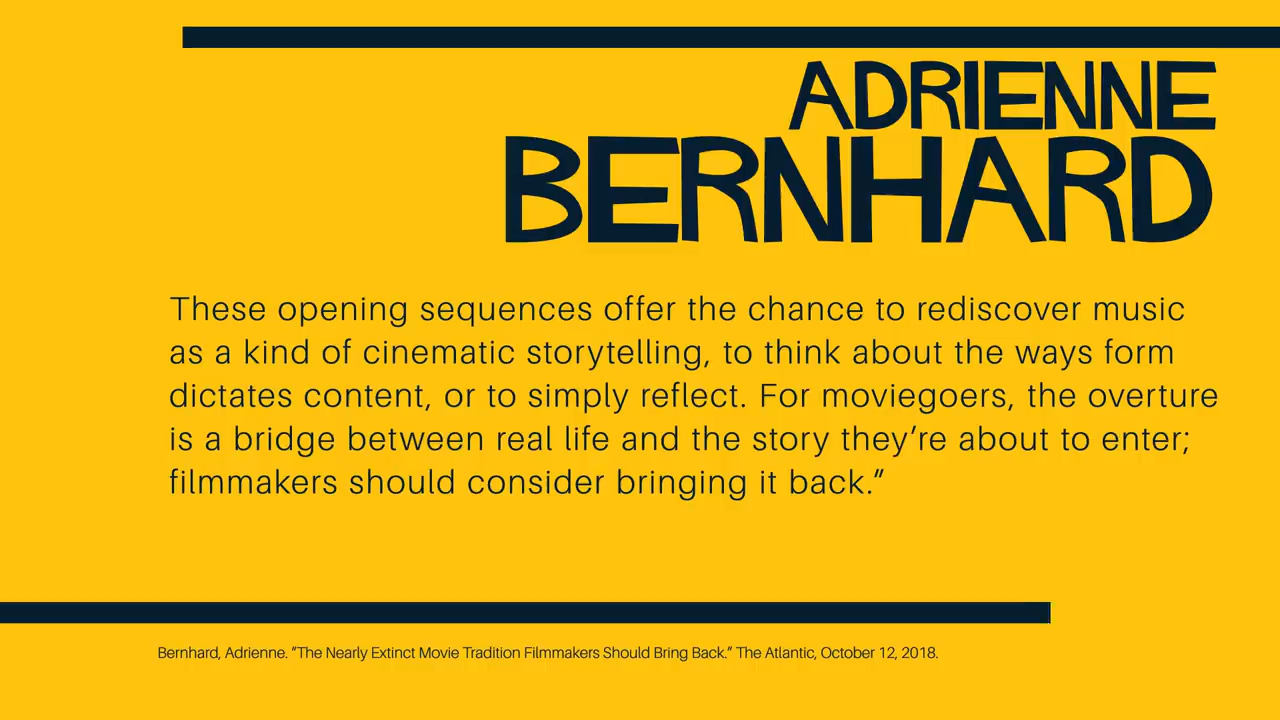 ADRIENNE
BERNHARD
These opening sequences offer the chance to rediscover music
as a kind of cinematic storytelling, to think about the ways form
dictates content, or to simply reflect. For moviegoers, the overture
is a bridge between real life and the story they’re about to enter;
filmmakers should consider bringing it back.”
Bernhard, Adrienne. “The Nearly Extinct Movie Tradition Filmmakers Should Bring Back.” The Atlantic, October 12, 2018.